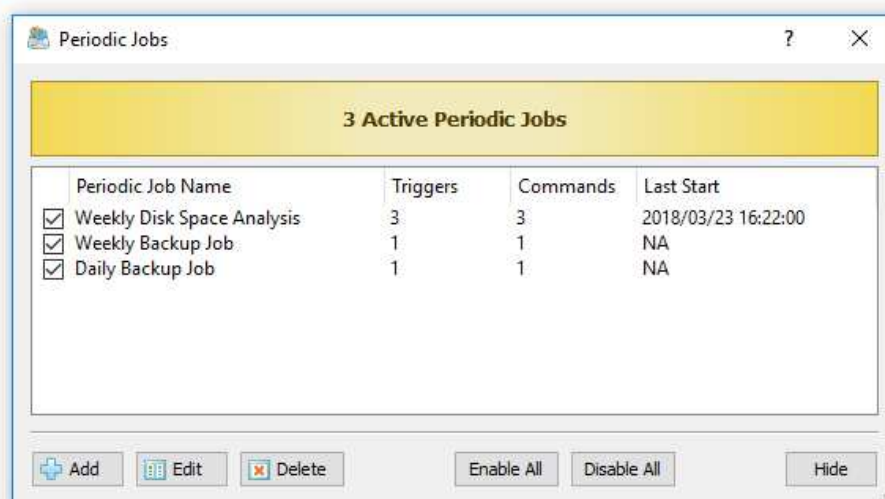 Periodic Jobs
3 Active Periodic Jobs
Periodic Job Name Triggers Commands Last Start
Weekly Disk Space Analysis 3 3 2018/03/23 16:22:00
Weekly Backup Job 1 1 NA
Daily Backup Job 1 1 NA
Add Edit Delete Enable All Disable All Hide